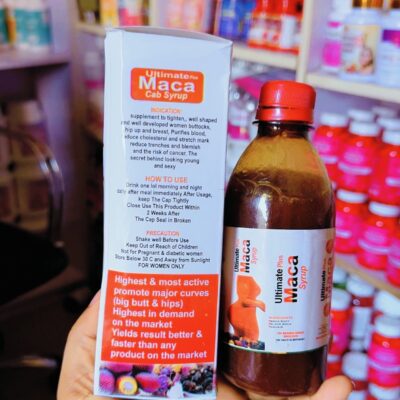 Ultimate Plus
Maca
Cab Syrup
INDICATION
supplement to tighten,, well shaped
and well developed women buttocks,
hip up and breast, Purifies blood,
reduce cholesterol and stretch mark
reduce trenches and blemish
and the risk of cancer. The
secret behind looking young
and sexy
HOW TO USE
Drink one lol morning and night
daily after meal immediately After Usage,
keep The Cap Tightly
Close Use This Product Within
2 Weeks After
The Cap Seal in Broken
PRECAUTION
Shake well Before Use
Keep Out of Reach of Children
Not for Pregnant & diabetic women
Store Below 30 C and Away from Sunlight
FOR WOMEN ONLY
Highest & most active
promote major curves
(big butt & hips)
Highest in demand
on the market
Yields result better &
faster than any
product on the market
Ultimate
Maca
Syrup
Ultimate Plus
Maca
Syrup